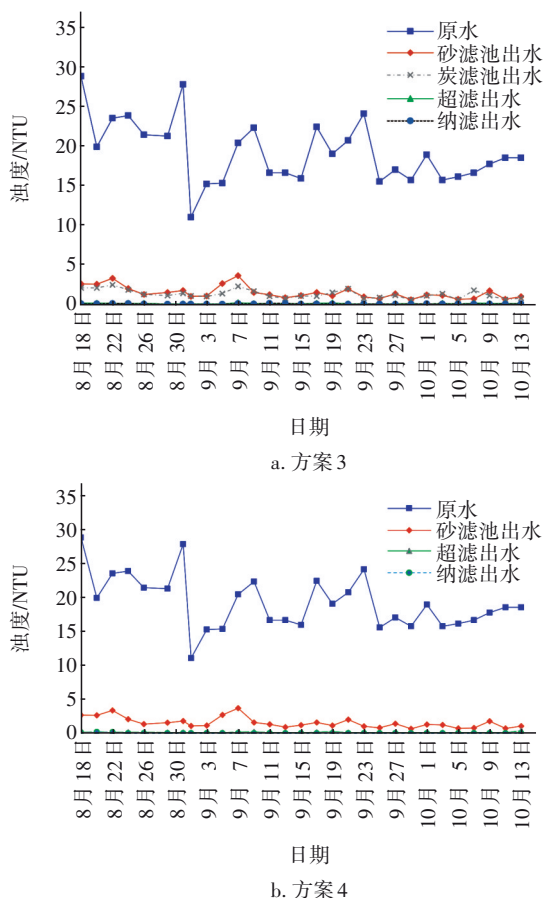 35
30
25
20
15
10
5
0
浊度/NTU
原水
砂滤池出水
炭滤池出水
超滤出水
纳滤出水
8月18日
8月22日
8月26日
8月30日
9月3日
9月7日
9月11日
9月15日
9月19日
9月23日
9月27日
10月1日
10月5日
10月9日
10月13日
日期
a. 方案3
35
30
25
20
15
10
5
0
浊度/NTU
原水
砂滤池出水
超滤出水
纳滤出水
8月18日
8月22日
8月26日
8月30日
9月3日
9月7日
9月11日
9月15日
9月19日
9月23日
9月27日
10月1日
10月5日
10月9日
10月13日
日期
b. 方案4